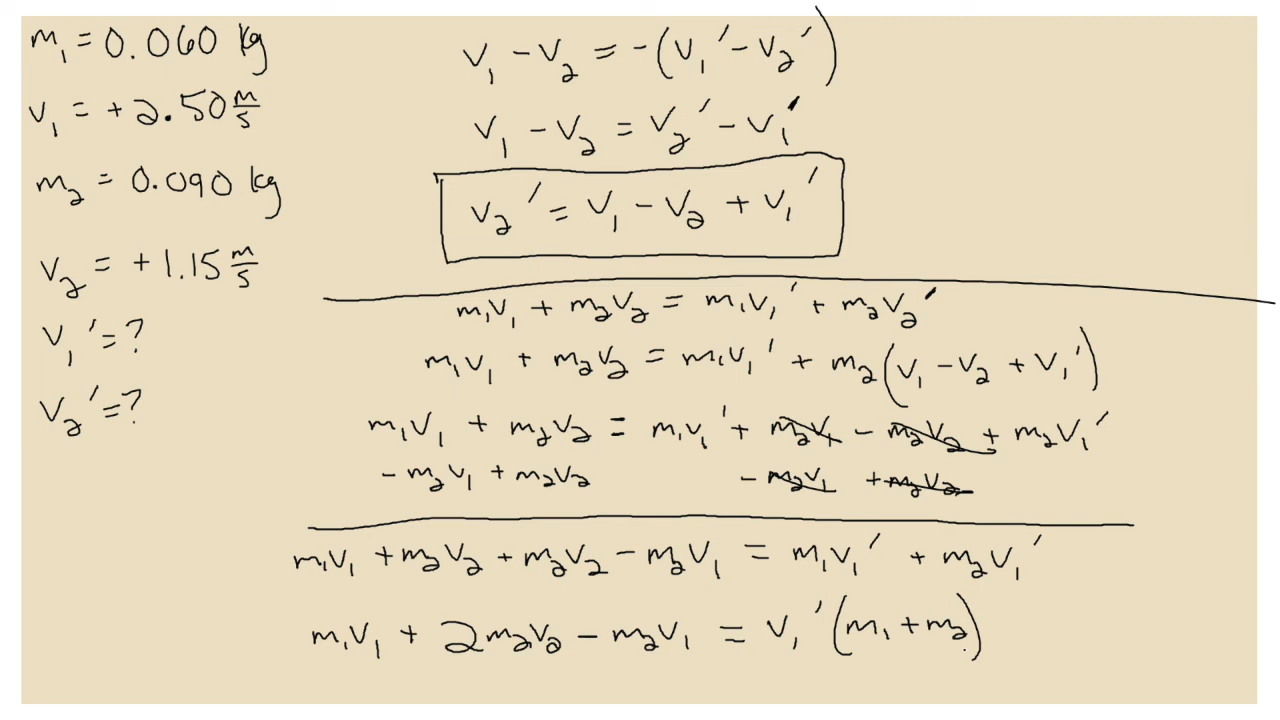 m₁ = 0.060 kg
v₁ = +2.50 m/s
m₂ = 0.090 kg
v₂ = +1.15 m/s
v₁' = ?
v₂' = ?
v₁ - v₂ = -(v₁' - v₂')
v₁ - v₂ = v₂' - v₁'
v₂' = v₁ - v₂ + v₁'
m₁v₁ + m₂v₂ = m₁v₁' + m₂v₂'
m₁v₁ + m₂v₂ = m₁v₁' + m₂(v₁ - v₂ + v₁')
m₁v₁ + m₂v₂ = m₁v₁' + m₂v₁ - m₂v₂ + m₂v₁'
- m₂v₁ + m₂v₂ - m₂v₁ + m₂v₂
m₁v₁ + m₂v₂ + m₂v₂ - m₂v₁ = m₁v₁' + m₂v₁'
m₁v₁ + 2m₂v₂ - m₂v₁ = v₁'(m₁ + m₂)